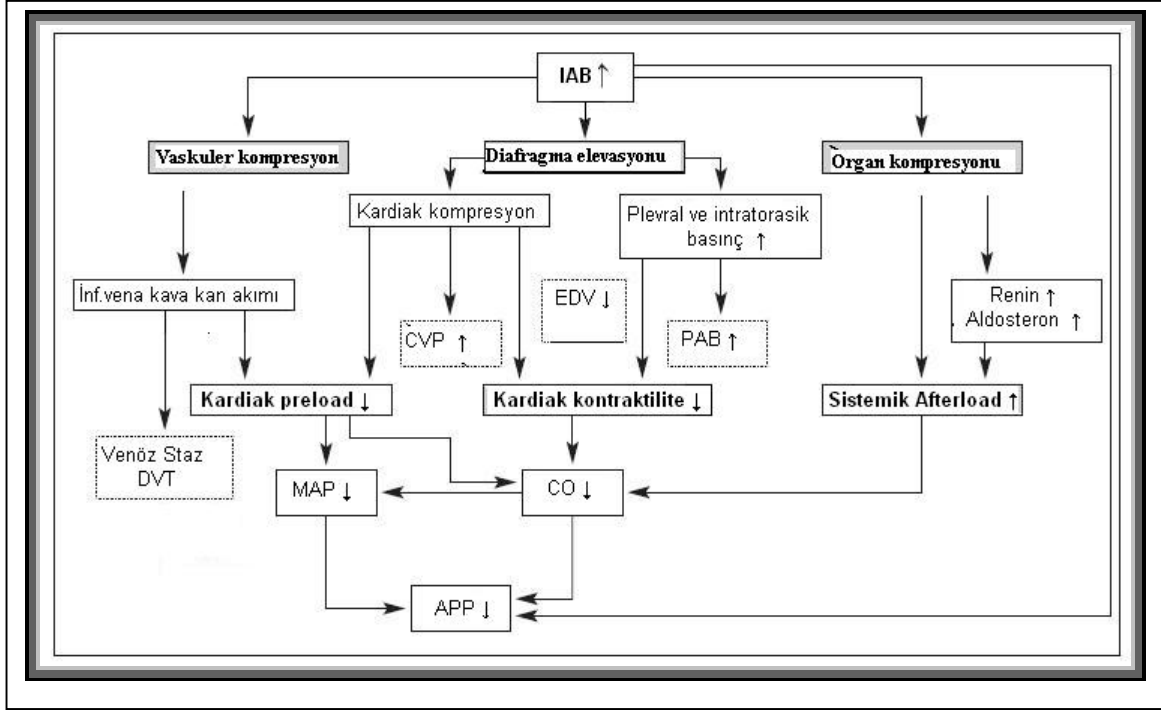 IAB ↑
Vaskuler kompresyon
Diafragma elevasyonu
Organ kompresyonu
Kardiak kompresyon
Plevral ve intratorasik
basınç ↑
İnf.vena kava kan akımı
EDV ↓
Renin ↑
Aldosteron ↑
CVP ↑
PAB ↑
Kardiak preload ↓
Kardiak kontraktilite ↓
Sistemik Afterload ↑
Venöz Staz
DVT
MAP ↓
CO ↓
APP ↓